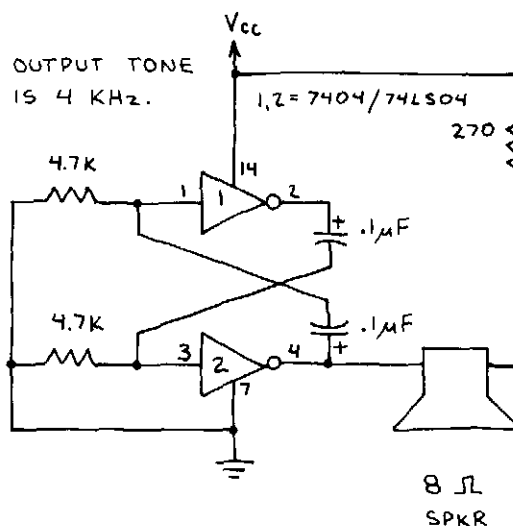 Vcc
OUTPUT TONE
IS 4 KHz.
1,2 = 7404/74LS04
270
4.7K
14
1
1
2
+
.1µF
4.7K
.1µF
+
3
2
4
7
8 Ω
SPKR